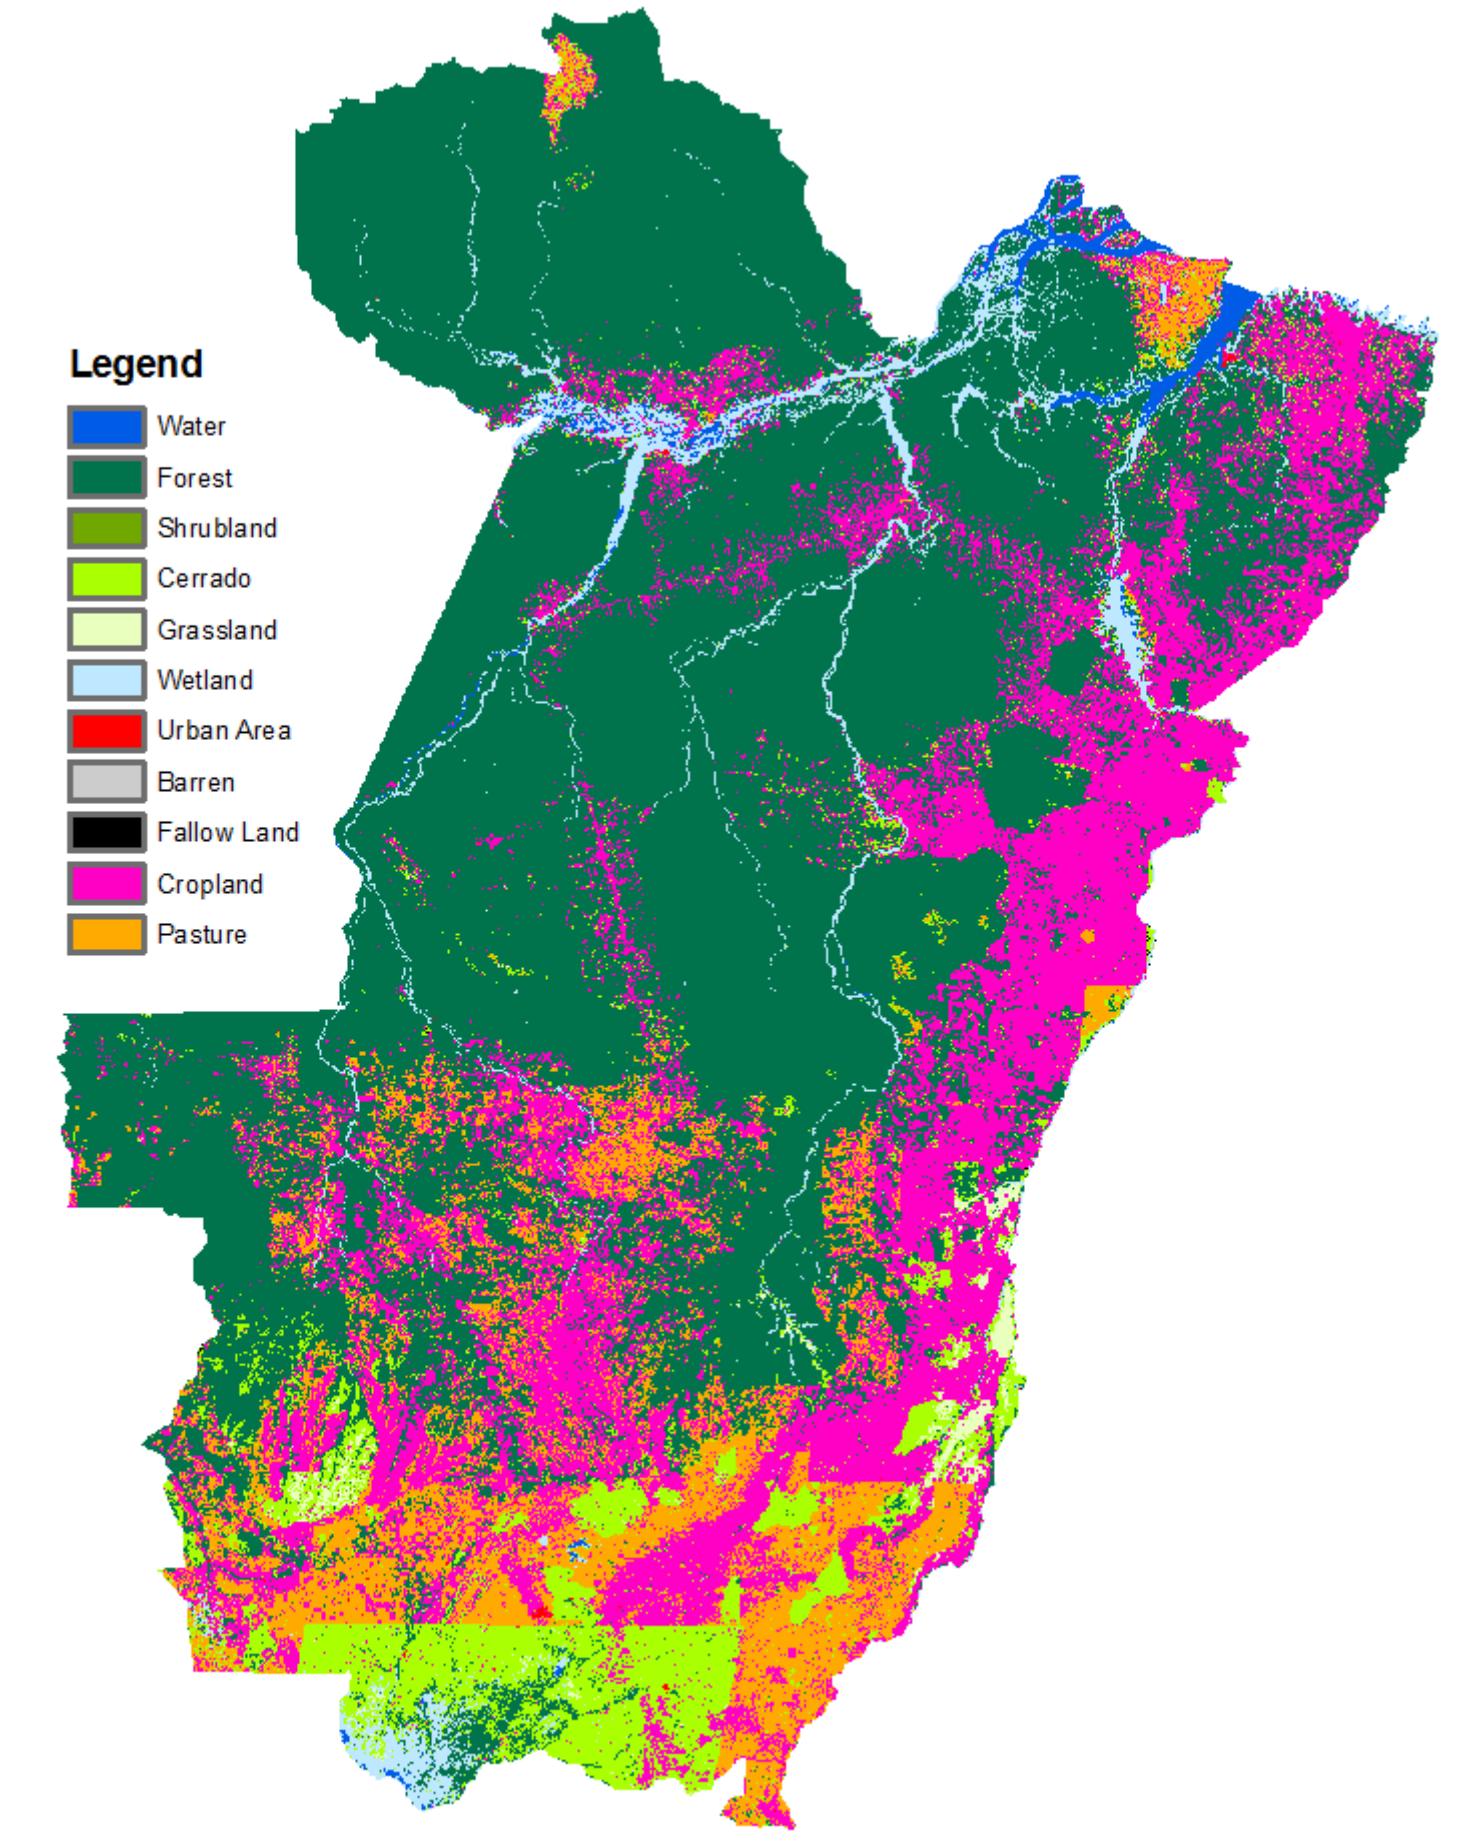 Legend
Water
Forest
Shrubland
Cerrado
Grassland
Wetland
Urban Area
Barren
Fallow Land
Cropland
Pasture